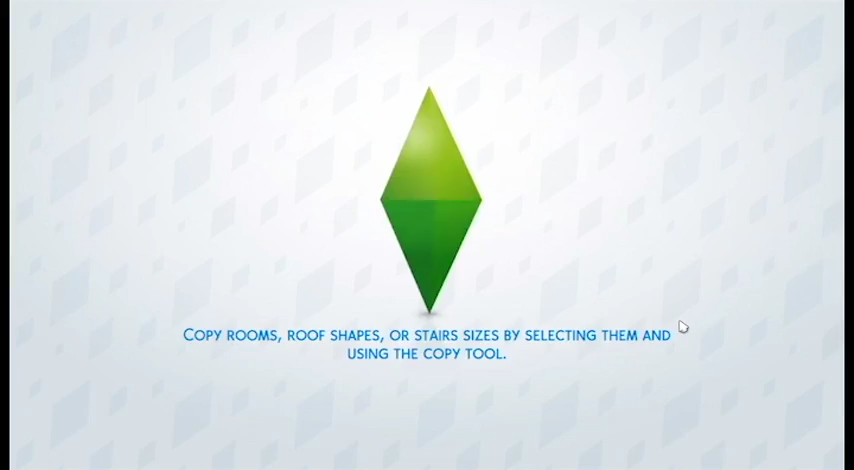 Copy rooms, roof shapes, or stairs sizes by selecting them and
using the copy tool.